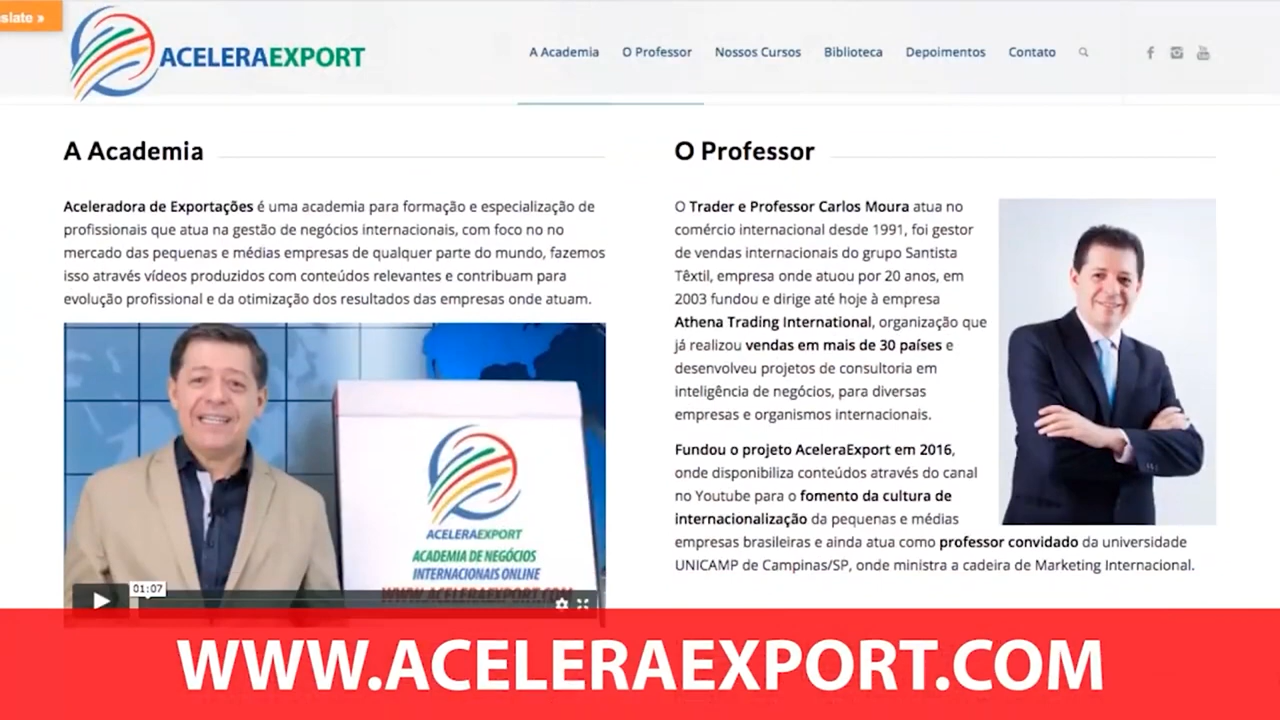 slate »
ACELERAEXPORT
A Academia
O Professor
Nossos Cursos
Biblioteca
Depoimentos
Contato
A Academia
Aceleradora de Exportações é uma academia para formação e especialização de
profissionais que atua na gestão de negócios internacionais, com foco no no
mercado das pequenas e médias empresas de qualquer parte do mundo, fazemos
isso através vídeos produzidos com conteúdos relevantes e contribuam para
evolução profissional e da otimização dos resultados das empresas onde atuam.
ACELERAEXPORT
ACADEMIA DE NEGÓCIOS
INTERNACIONAIS ONLINE
WWW.ACELERAEXPORT.COM
01:07
O Professor
O Trader e Professor Carlos Moura atua no
comércio internacional desde 1991, foi gestor
de vendas internacionais do grupo Santista
Têxtil, empresa onde atuou por 20 anos, em
2003 fundou e dirige até hoje à empresa
Athena Trading International, organização que
já realizou vendas em mais de 30 países e
desenvolveu projetos de consultoria em
inteligência de negócios, para diversas
empresas e organismos internacionais.
Fundou o projeto AceleraExport em 2016,
onde disponibiliza conteúdos através do canal
no Youtube para o fomento da cultura de
internacionalização da pequenas e médias
empresas brasileiras e ainda atua como professor convidado da universidade
UNICAMP de Campinas/SP, onde ministra a cadeira de Marketing Internacional.
WWW.ACELERAEXPORT.COM